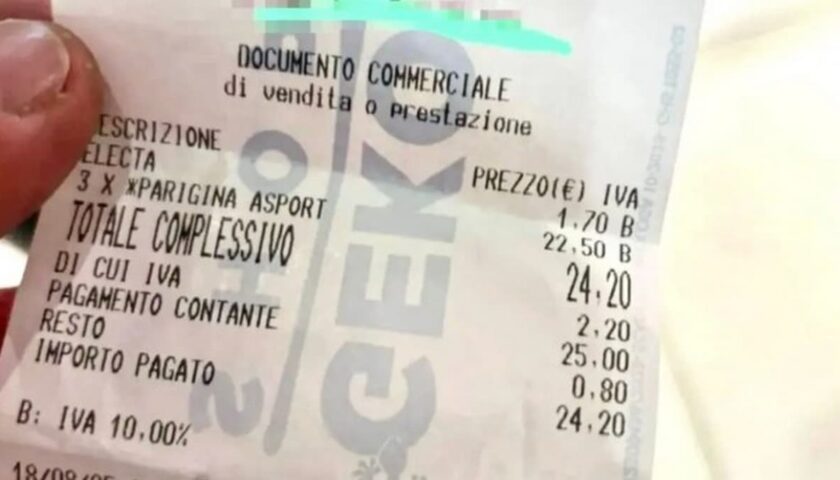 DOCUMENTO COMMERCIALE
di vendita o prestazione
ESCRIZIONE PREZZO(€) IVA
ELECTA 1,70 B
3 X *PARIGINA ASPORT 22,50 B
TOTALE COMPLESSIVO 24,20
DI CUI IVA 2,20
PAGAMENTO CONTANTE 25,00
RESTO 0,80
IMPORTO PAGATO 24,20
B: IVA 10,00%
GEKO